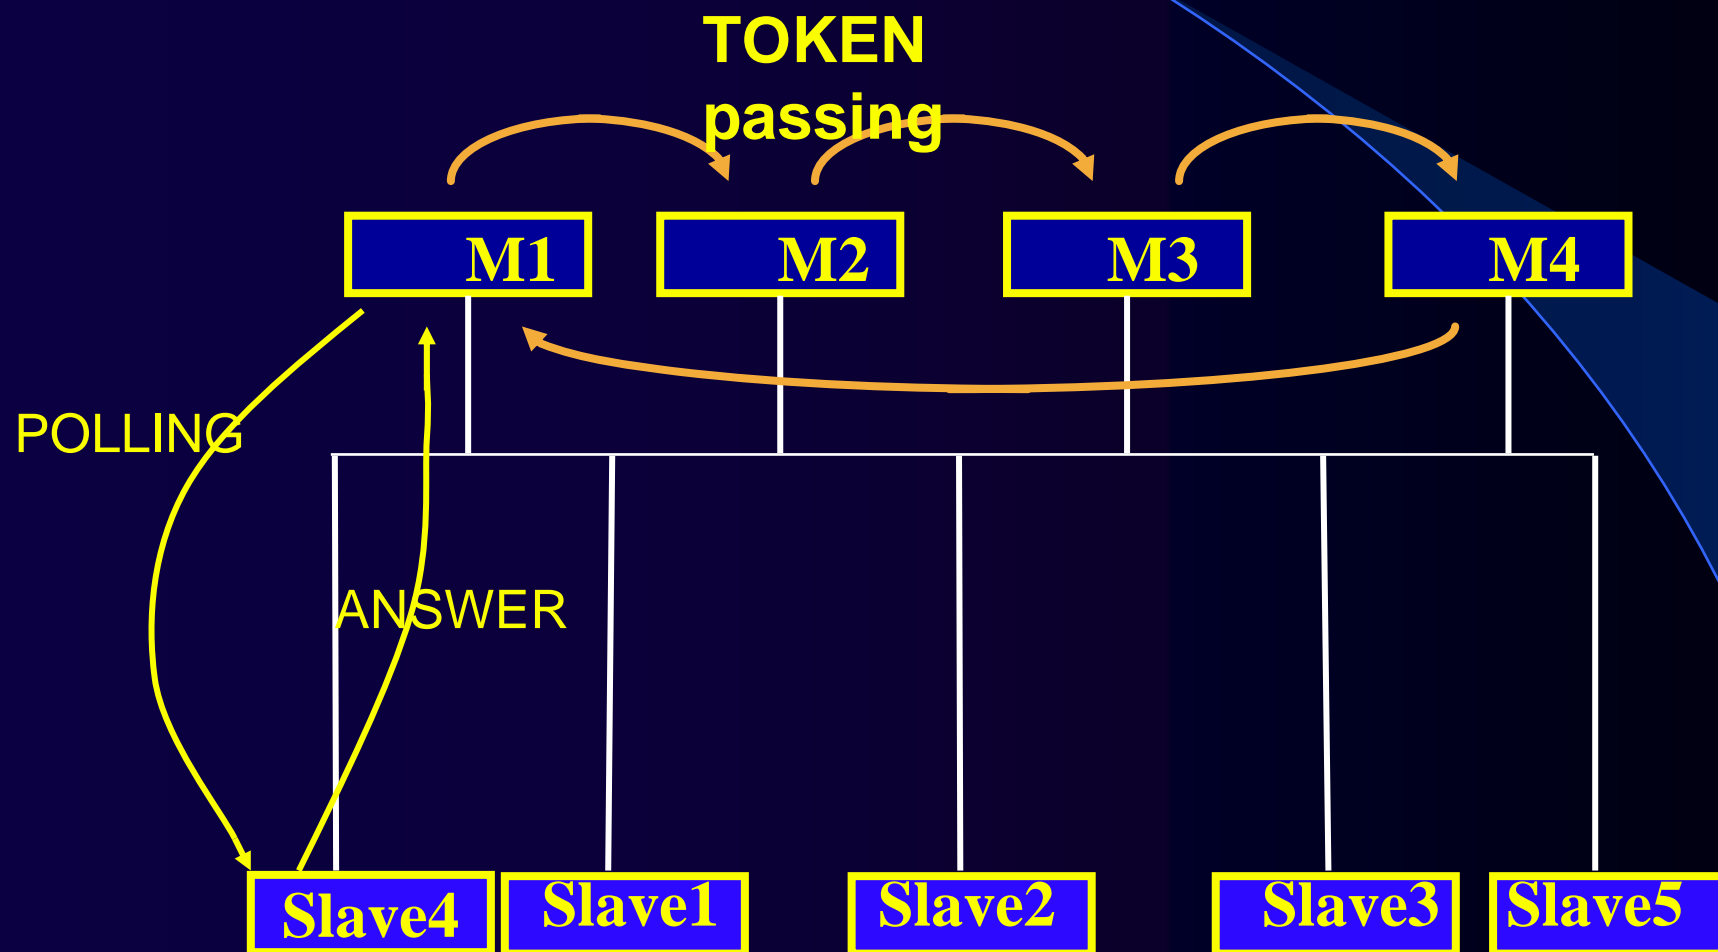 TOKEN
passing
M1 M2 M3 M4
POLLING
ANSWER
Slave4 Slave1 Slave2 Slave3 Slave5